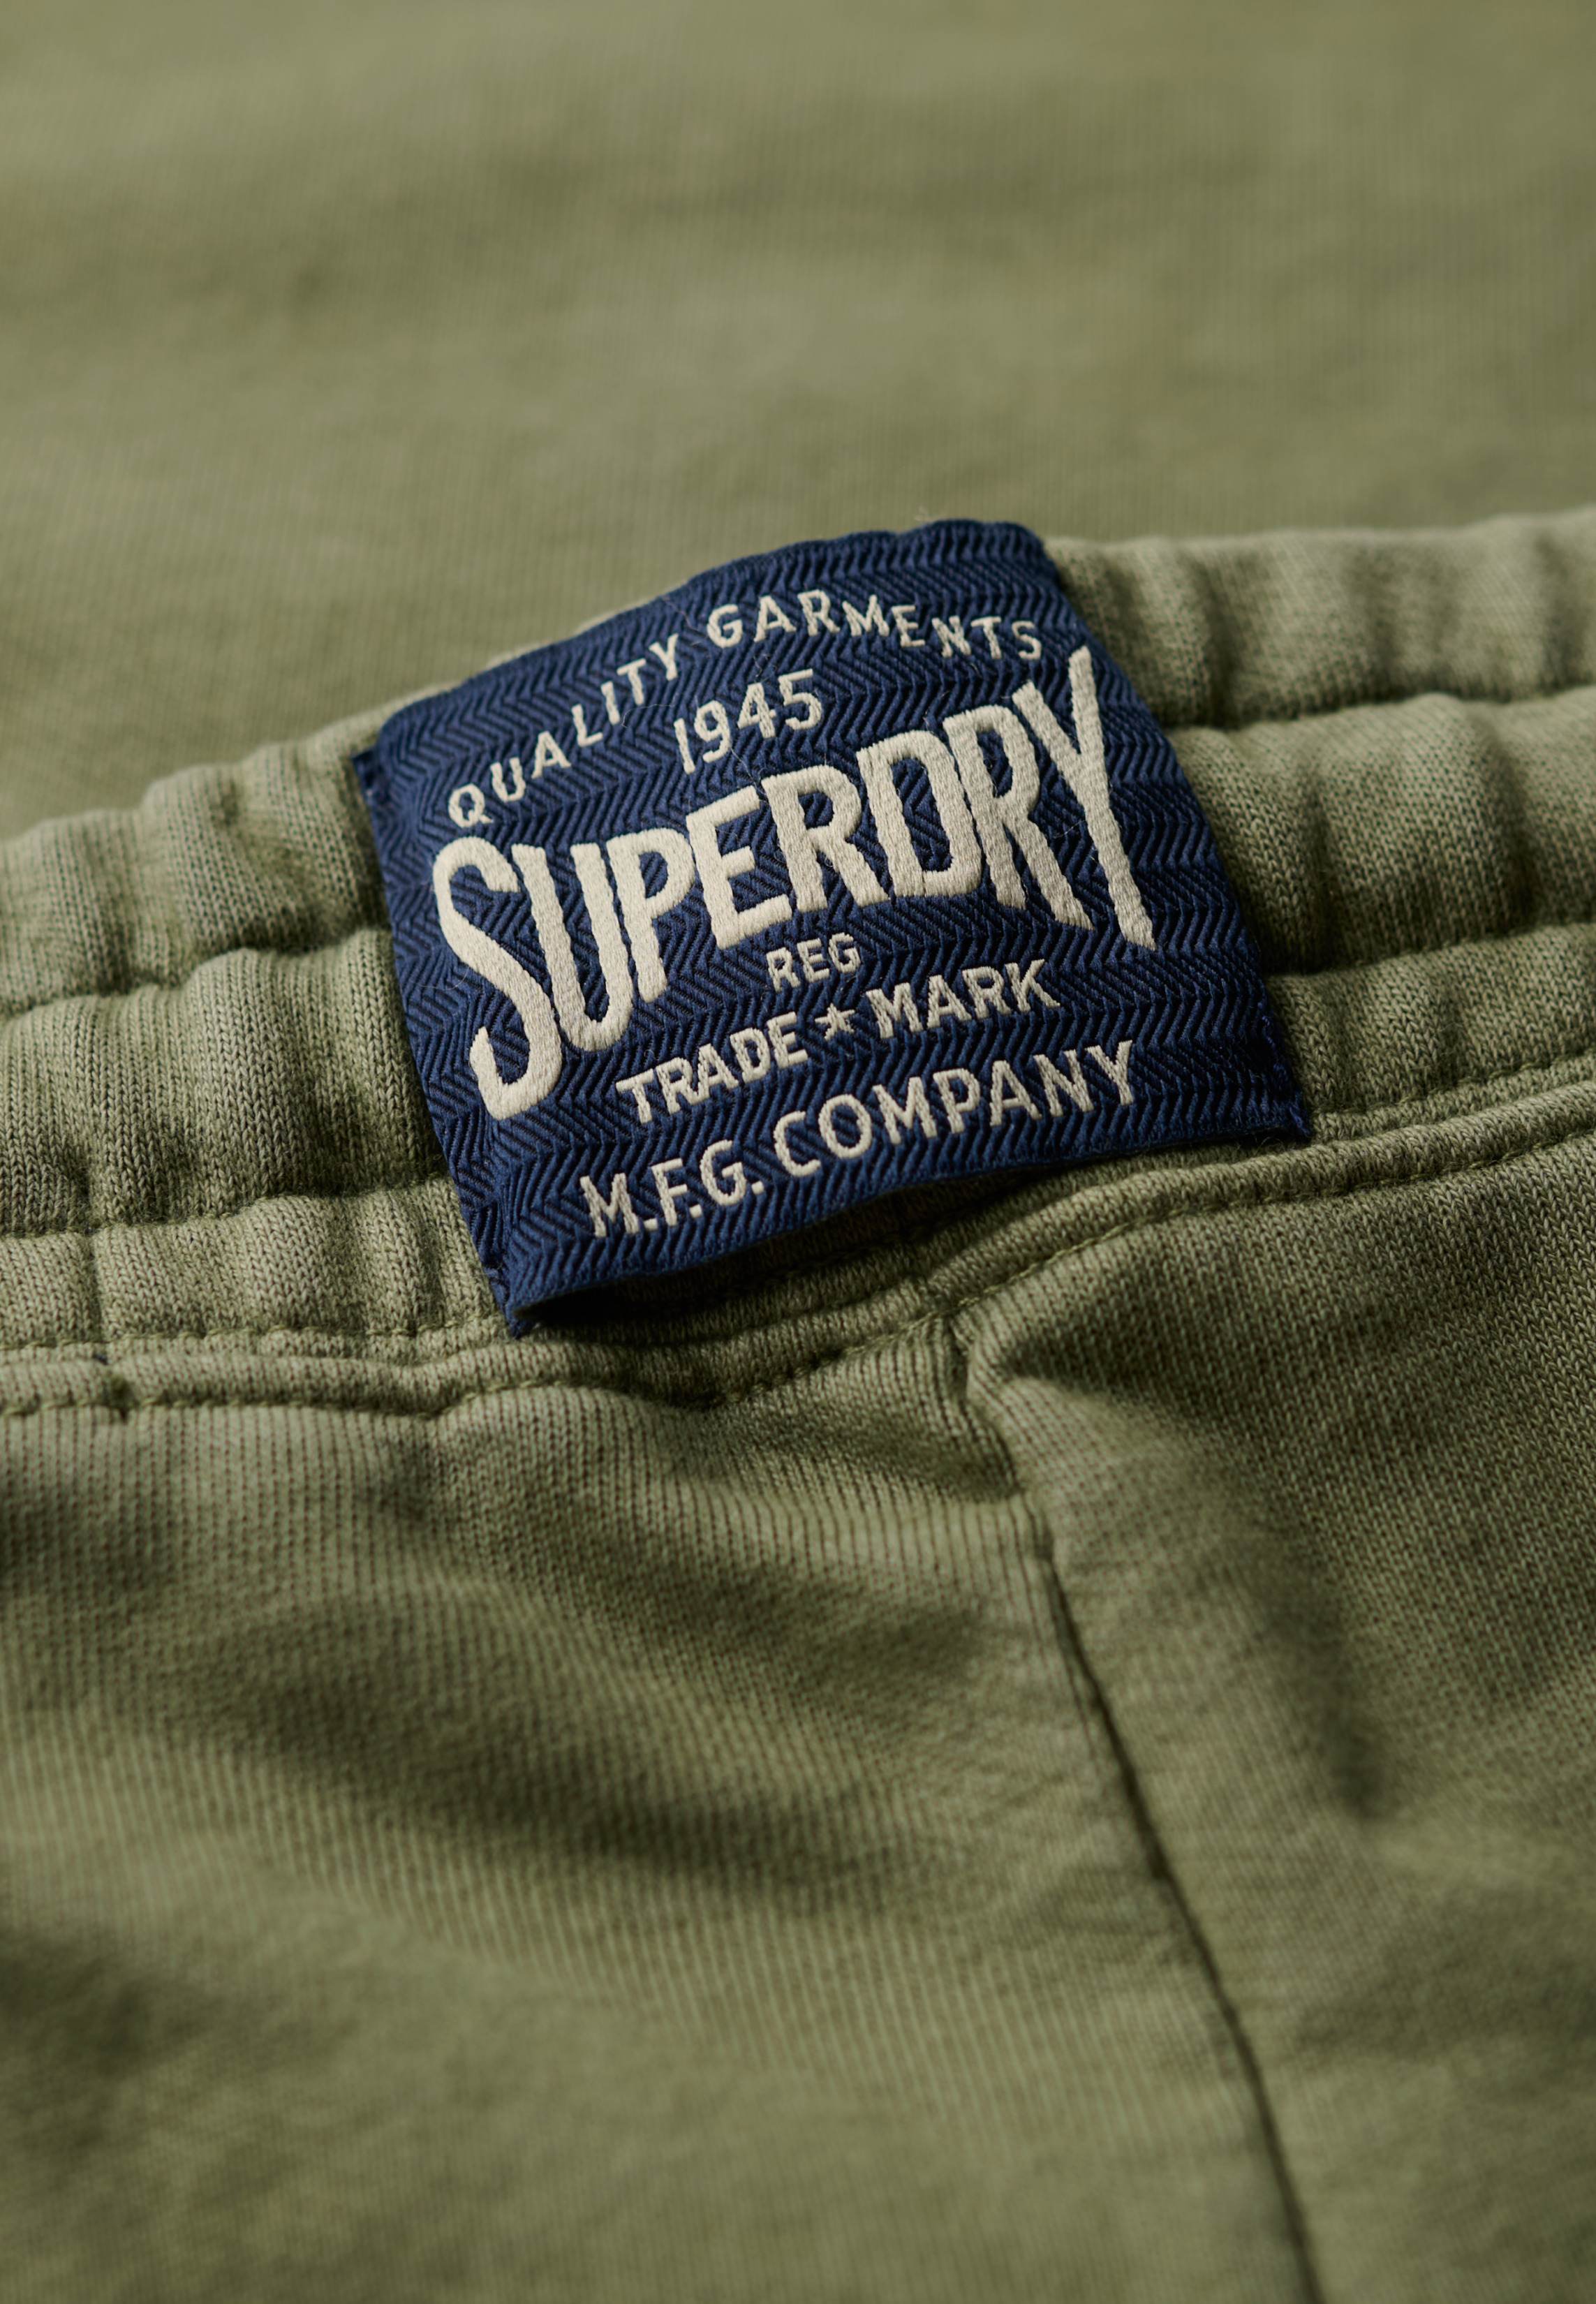 QUALITY GARMENTS
1945
SUPERDRY
REG
TRADE★MARK
M.F.G. COMPANY